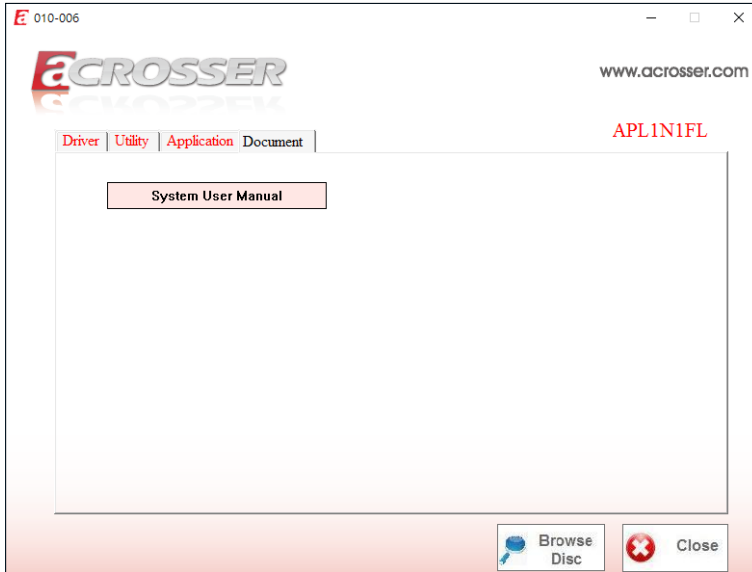 010-006
acrosser
www.acrosser.com
APL1N1FL
Driver Utility Application Document
System User Manual
Browse Disc
Close